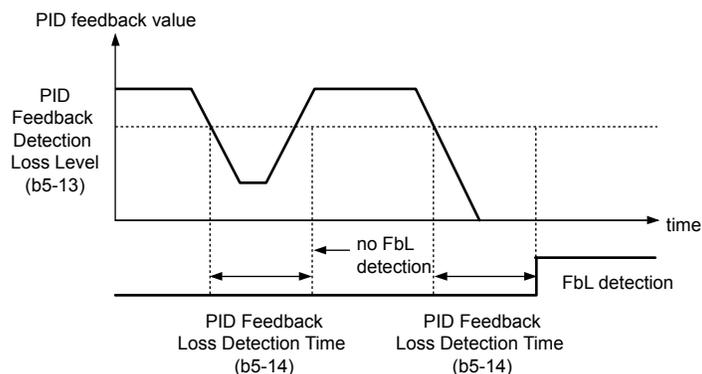 PID feedback value
PID
Feedback
Detection
Loss Level
(b5-13)
time
no FbL
detection
FbL detection
PID Feedback
Loss Detection Time
(b5-14)
PID Feedback
Loss Detection Time
(b5-14)